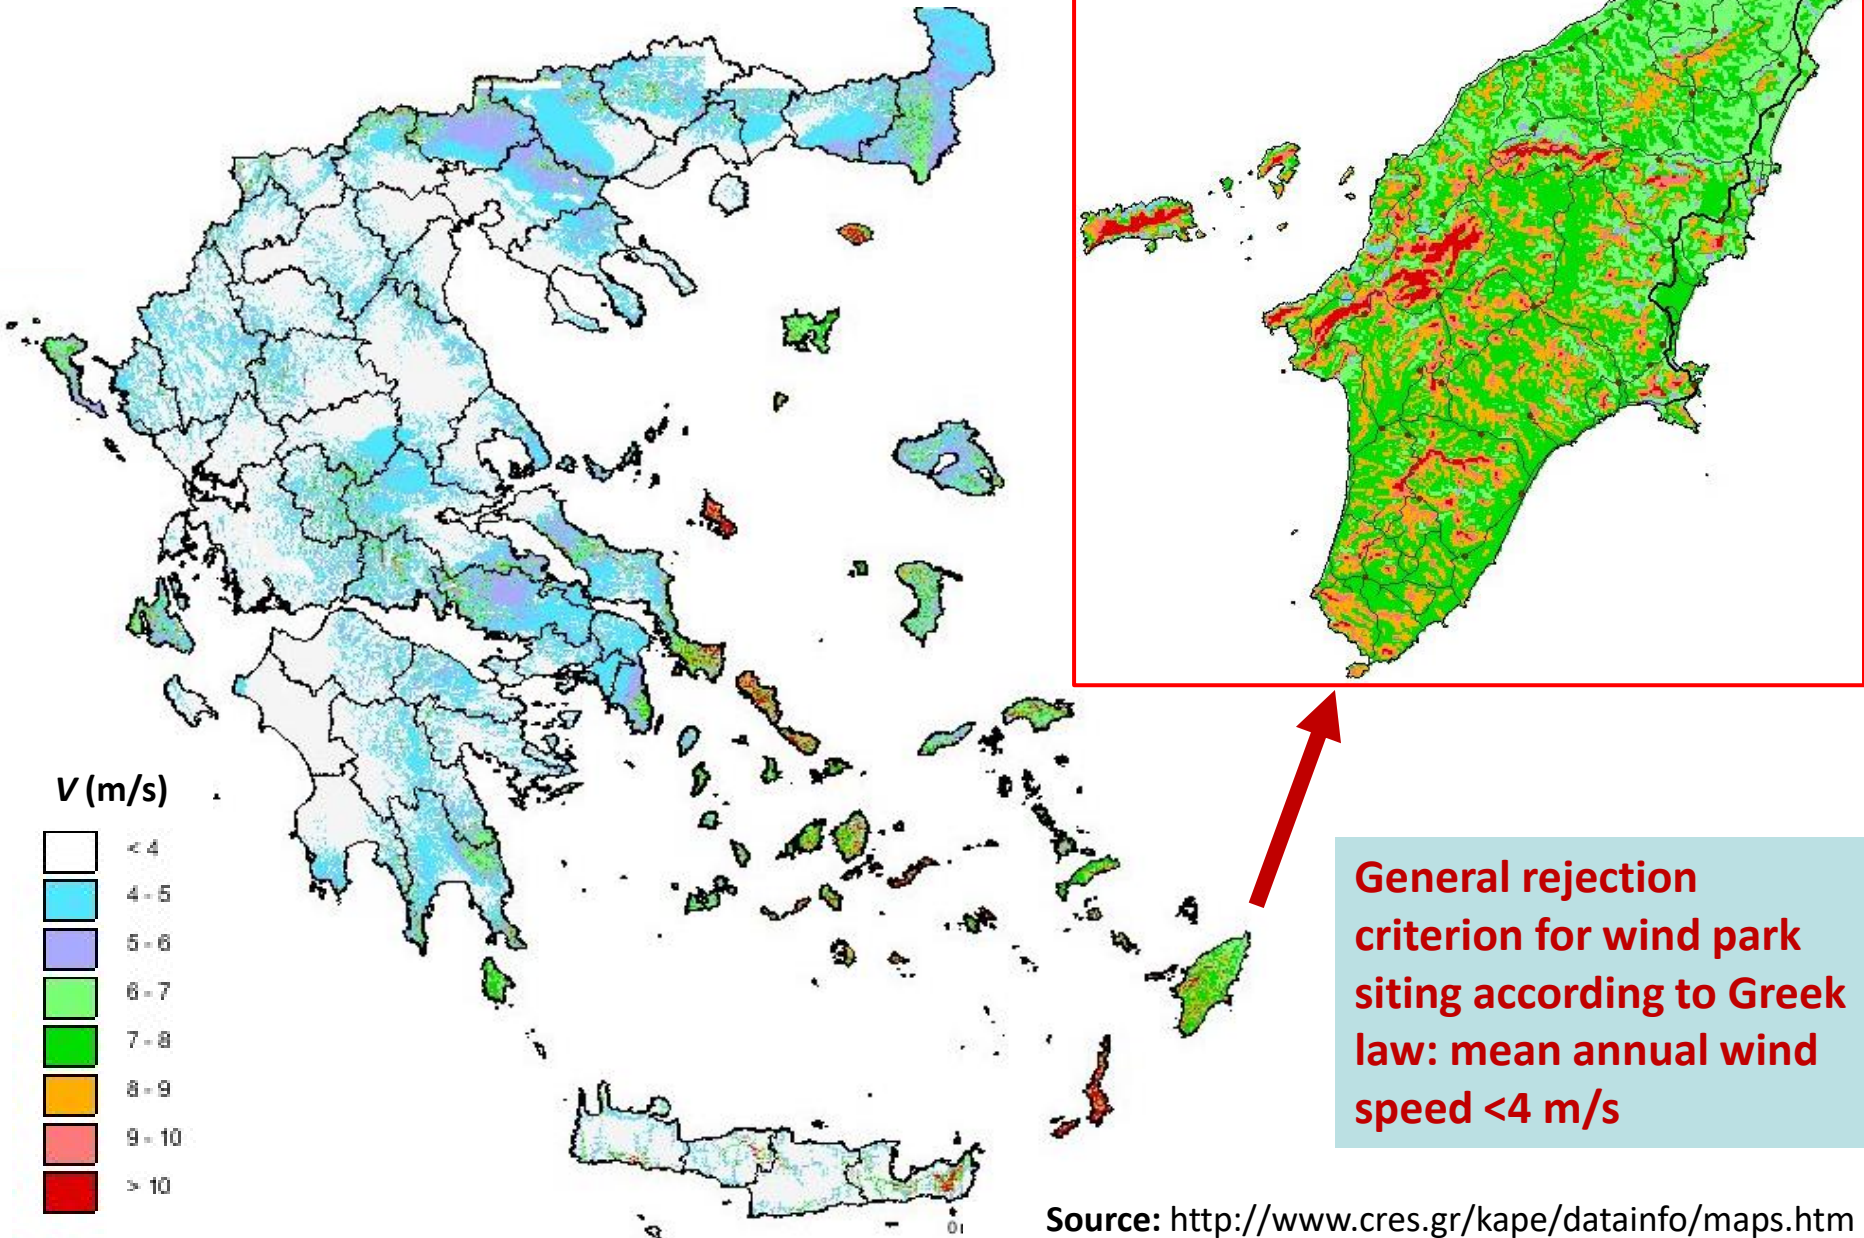 V (m/s)
< 4
4 - 5
5 - 6
6 - 7
7 - 8
8 - 9
9 - 10
> 10
General rejection
criterion for wind park
siting according to Greek
law: mean annual wind
speed <4 m/s
Source: http://www.cres.gr/kape/datainfo/maps.htm